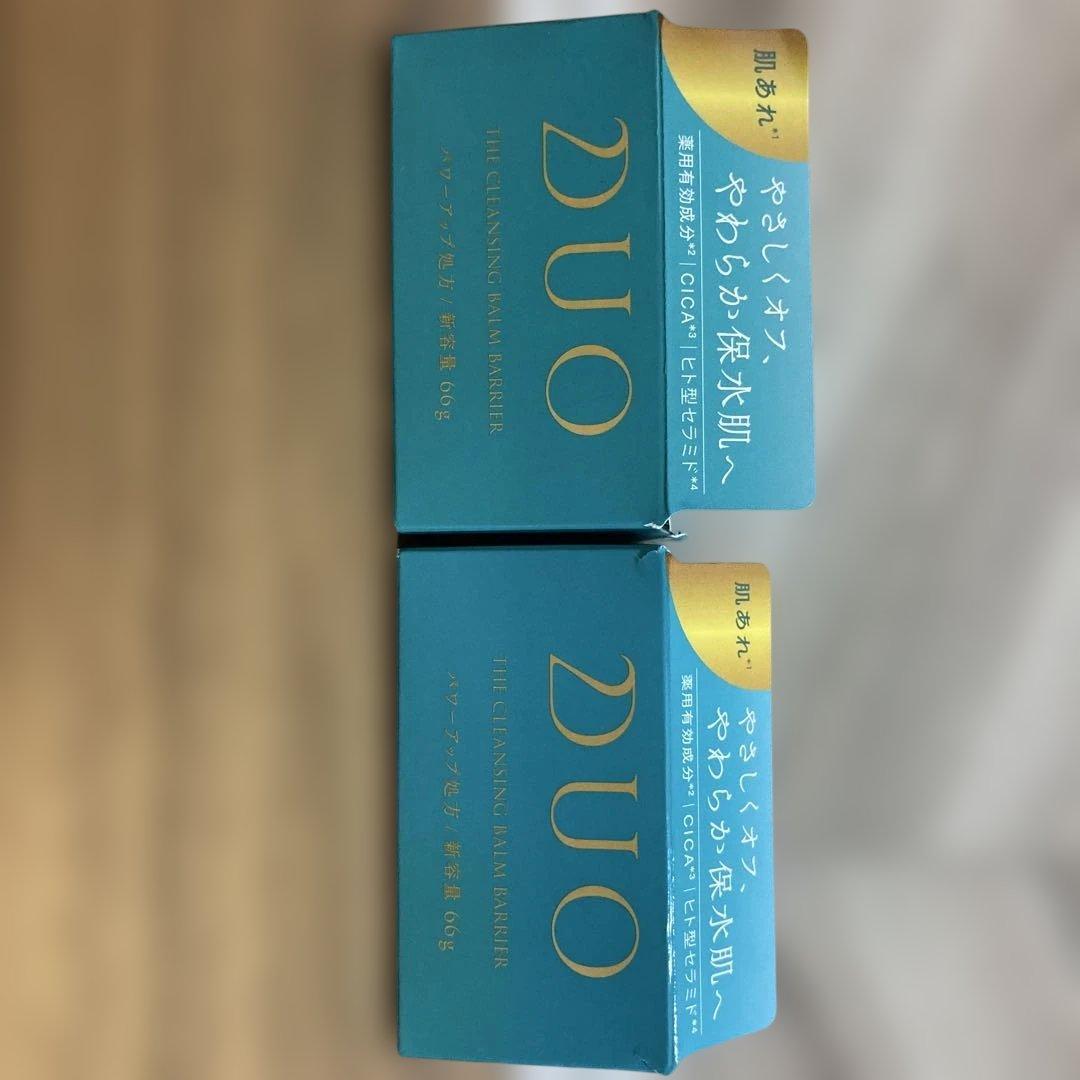 肌あれ*1
やさしくオフ、
やわらか保水肌へ
薬用有効成分*2|CICA*3|ヒト型セラミド*4
DUO
THE CLEANSING BALM BARRIER
パワーアップ処方/新容量 66g
肌あれ*1
やさしくオフ、
やわらか保水肌へ
薬用有効成分*2|CICA*3|ヒト型セラミド*4
DUO
THE CLEANSING BALM BARRIER
パワーアップ処方/新容量 66g